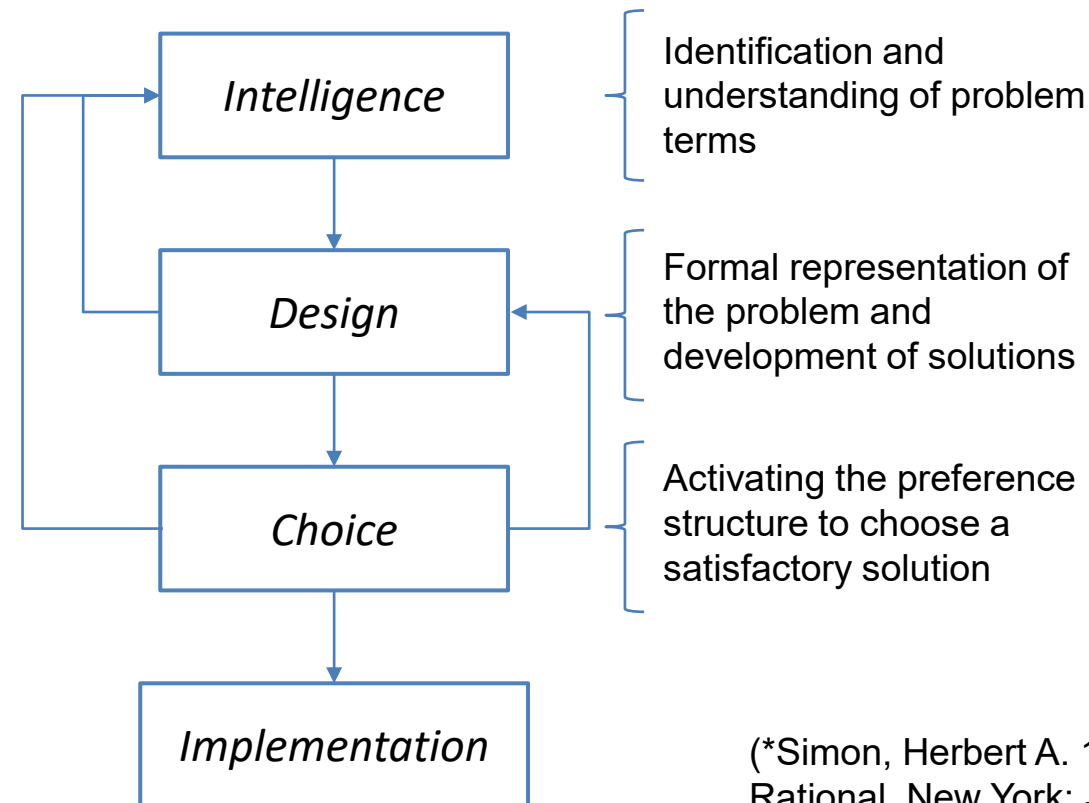 Intelligence
Identification and
understanding of problem
terms
Design
Formal representation of
the problem and
development of solutions
Choice
Activating the preference
structure to choose a
satisfactory solution
Implementation
(*Simon, Herbert A. 1
Rational. New York: